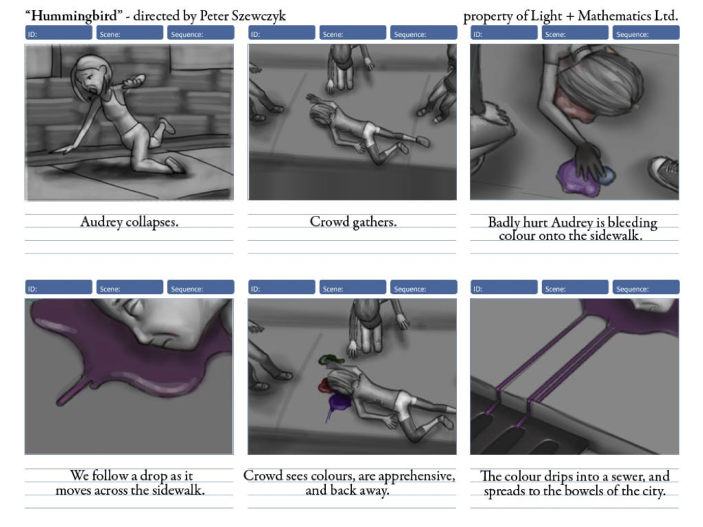 “Hummingbird” - directed by Peter Szewczyk
property of Light + Mathematics Ltd.
ID: Scene: Sequence:
ID: Scene: Sequence:
ID: Scene: Sequence:
Audrey collapses.
Crowd gathers.
Badly hurt Audrey is bleeding
colour onto the sidewalk.
ID: Scene: Sequence:
ID: Scene: Sequence:
ID: Scene: Sequence:
We follow a drop as it
moves across the sidewalk.
Crowd sees colours, are apprehensive,
and back away.
The colour drips into a sewer, and
spreads to the bowels of the city.